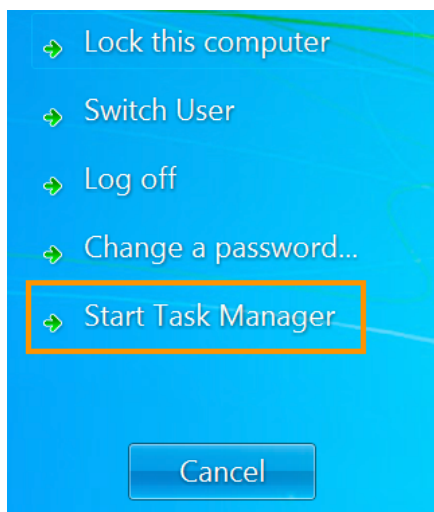 Lock this computer
Switch User
Log off
Change a password...
Start Task Manager
Cancel